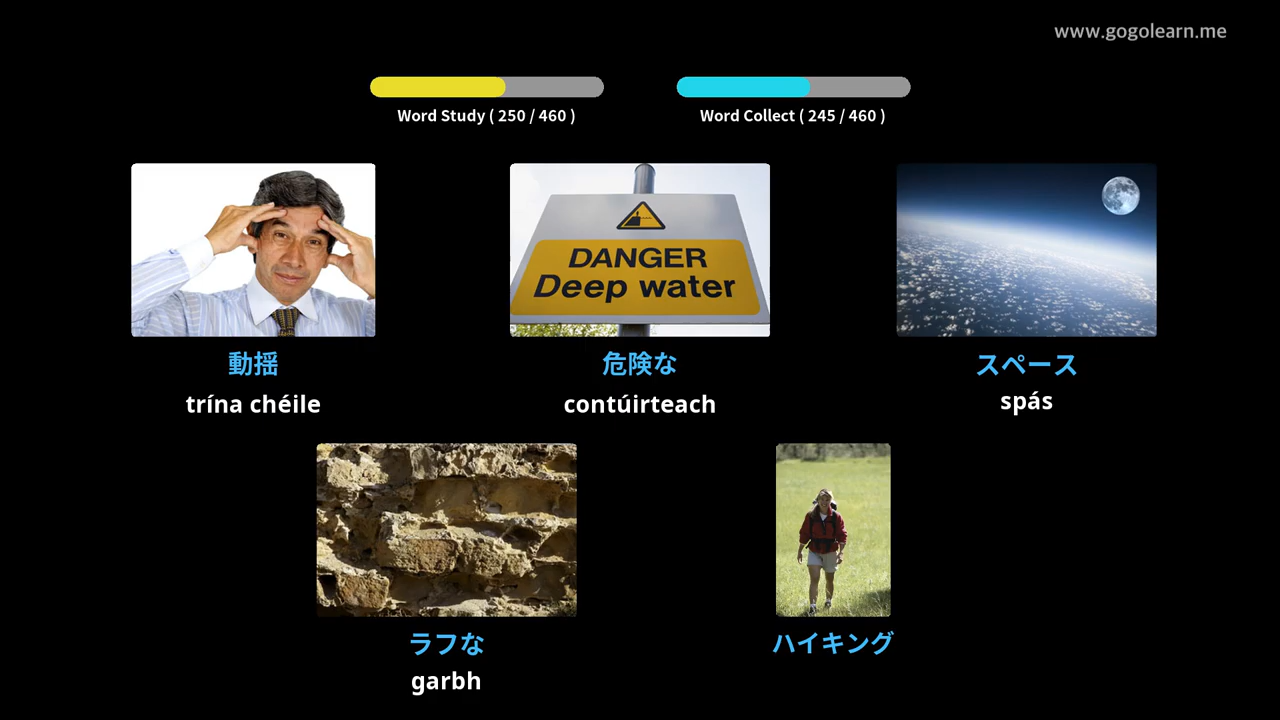 www.gogolearn.me
Word Study ( 250 / 460 )
Word Collect ( 245 / 460 )
DANGER
Deep water
動揺
危険な
スペース
trína chéile
contúirteach
spás
ラフな
ハイキング
garbh